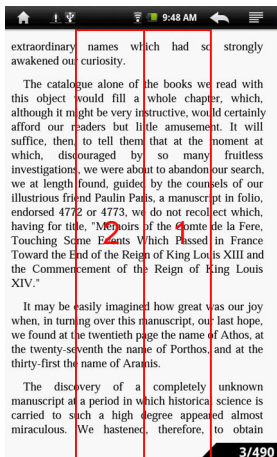 9:48 AM
extraordinary names which had so strongly
awakened our curiosity.
The catalogue alone of the books we read with
this object would fill a whole chapter, which,
although it might be very instructive, would certainly
afford our readers but little amusement. It will
suffice, then, to tell them that at the moment at
which, discouraged by so many fruitless
investigations, we were about to abandon our search,
we at length found, guided by the counsels of our
illustrious friend Paulin Paris, a manuscript in folio,
endorsed 4772 or 4773, we do not recollect which,
having for title, "Memoirs of the Comte de la Fere,
Touching Some Events Which Passed in France
Toward the End of the Reign of King Louis XIII and
the Commencement of the Reign of King Louis
XIV."
2 1
It may be easily imagined how great was our joy
when, in turning over this manuscript, our last hope,
we found at the twentieth page the name of Athos, at
the twenty-seventh the name of Porthos, and at the
thirty-first the name of Aramis.
The discovery of a completely unknown
manuscript at a period in which historical science is
carried to such a high degree appeared almost
miraculous. We hastened, therefore, to obtain
3/490